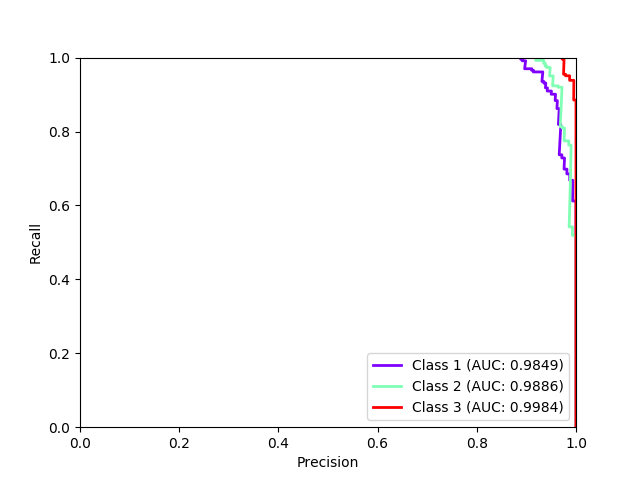 1.0
0.8
0.6
0.4
0.2
0.0
Recall
0.0 0.2 0.4 0.6 0.8 1.0
Precision
Class 1 (AUC: 0.9849)
Class 2 (AUC: 0.9886)
Class 3 (AUC: 0.9984)